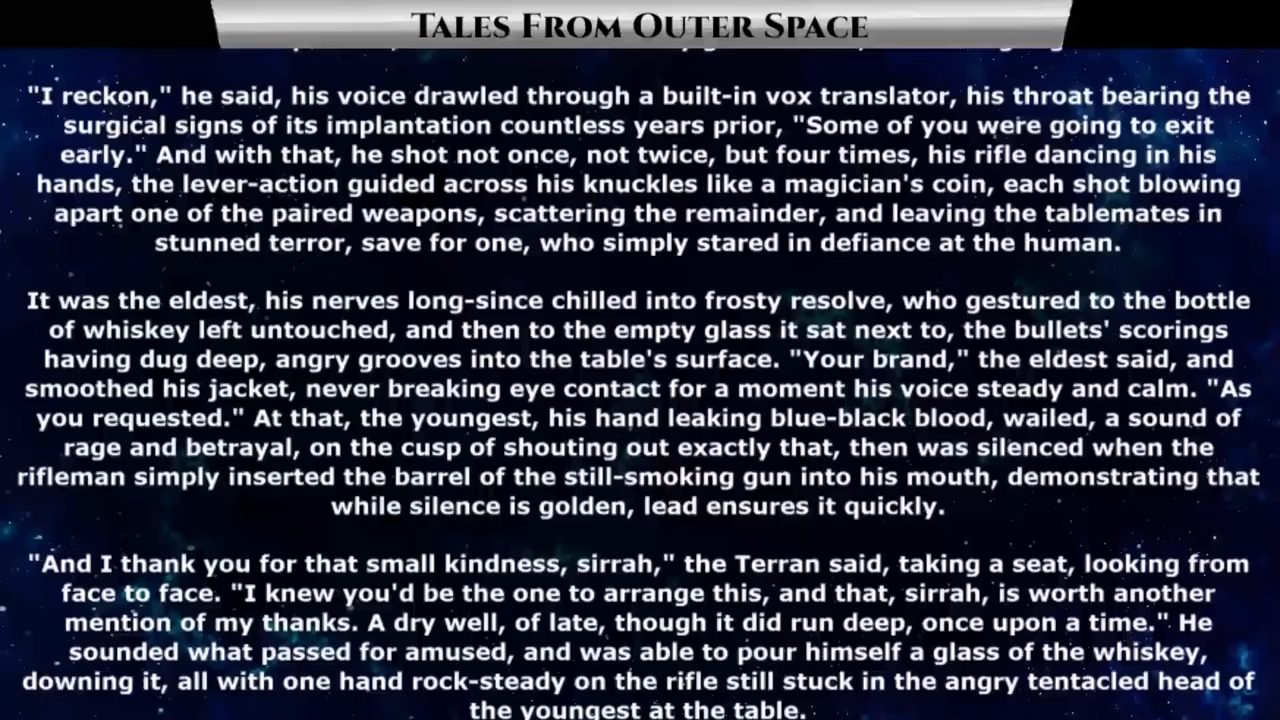 Tales From Outer Space
"I reckon," he said, his voice drawled through a built-in vox translator, his throat bearing the
surgical signs of its implantation countless years prior, "Some of you were going to exit
early." And with that, he shot not once, not twice, but four times, his rifle dancing in his
hands, the lever-action guided across his knuckles like a magician's coin, each shot blowing
apart one of the paired weapons, scattering the remainder, and leaving the tablemates in
stunned terror, save for one, who simply stared in defiance at the human.
It was the eldest, his nerves long-since chilled into frosty resolve, who gestured to the bottle
of whiskey left untouched, and then to the empty glass it sat next to, the bullets' scorings
having dug deep, angry grooves into the table's surface. "Your brand," the eldest said, and
smoothed his jacket, never breaking eye contact for a moment his voice steady and calm. "As
you requested." At that, the youngest, his hand leaking blue-black blood, wailed, a sound of
rage and betrayal, on the cusp of shouting out exactly that, then was silenced when the
rifleman simply inserted the barrel of the still-smoking gun into his mouth, demonstrating that
while silence is golden, lead ensures it quickly.
"And I thank you for that small kindness, sirrah," the Terran said, taking a seat, looking from
face to face. "I knew you'd be the one to arrange this, and that, sirrah, is worth another
mention of my thanks. A dry well, of late, though it did run deep, once upon a time." He
sounded what passed for amused, and was able to pour himself a glass of the whiskey,
downing it, all with one hand rock-steady on the rifle still stuck in the angry tentacled head of
the youngest at the table.